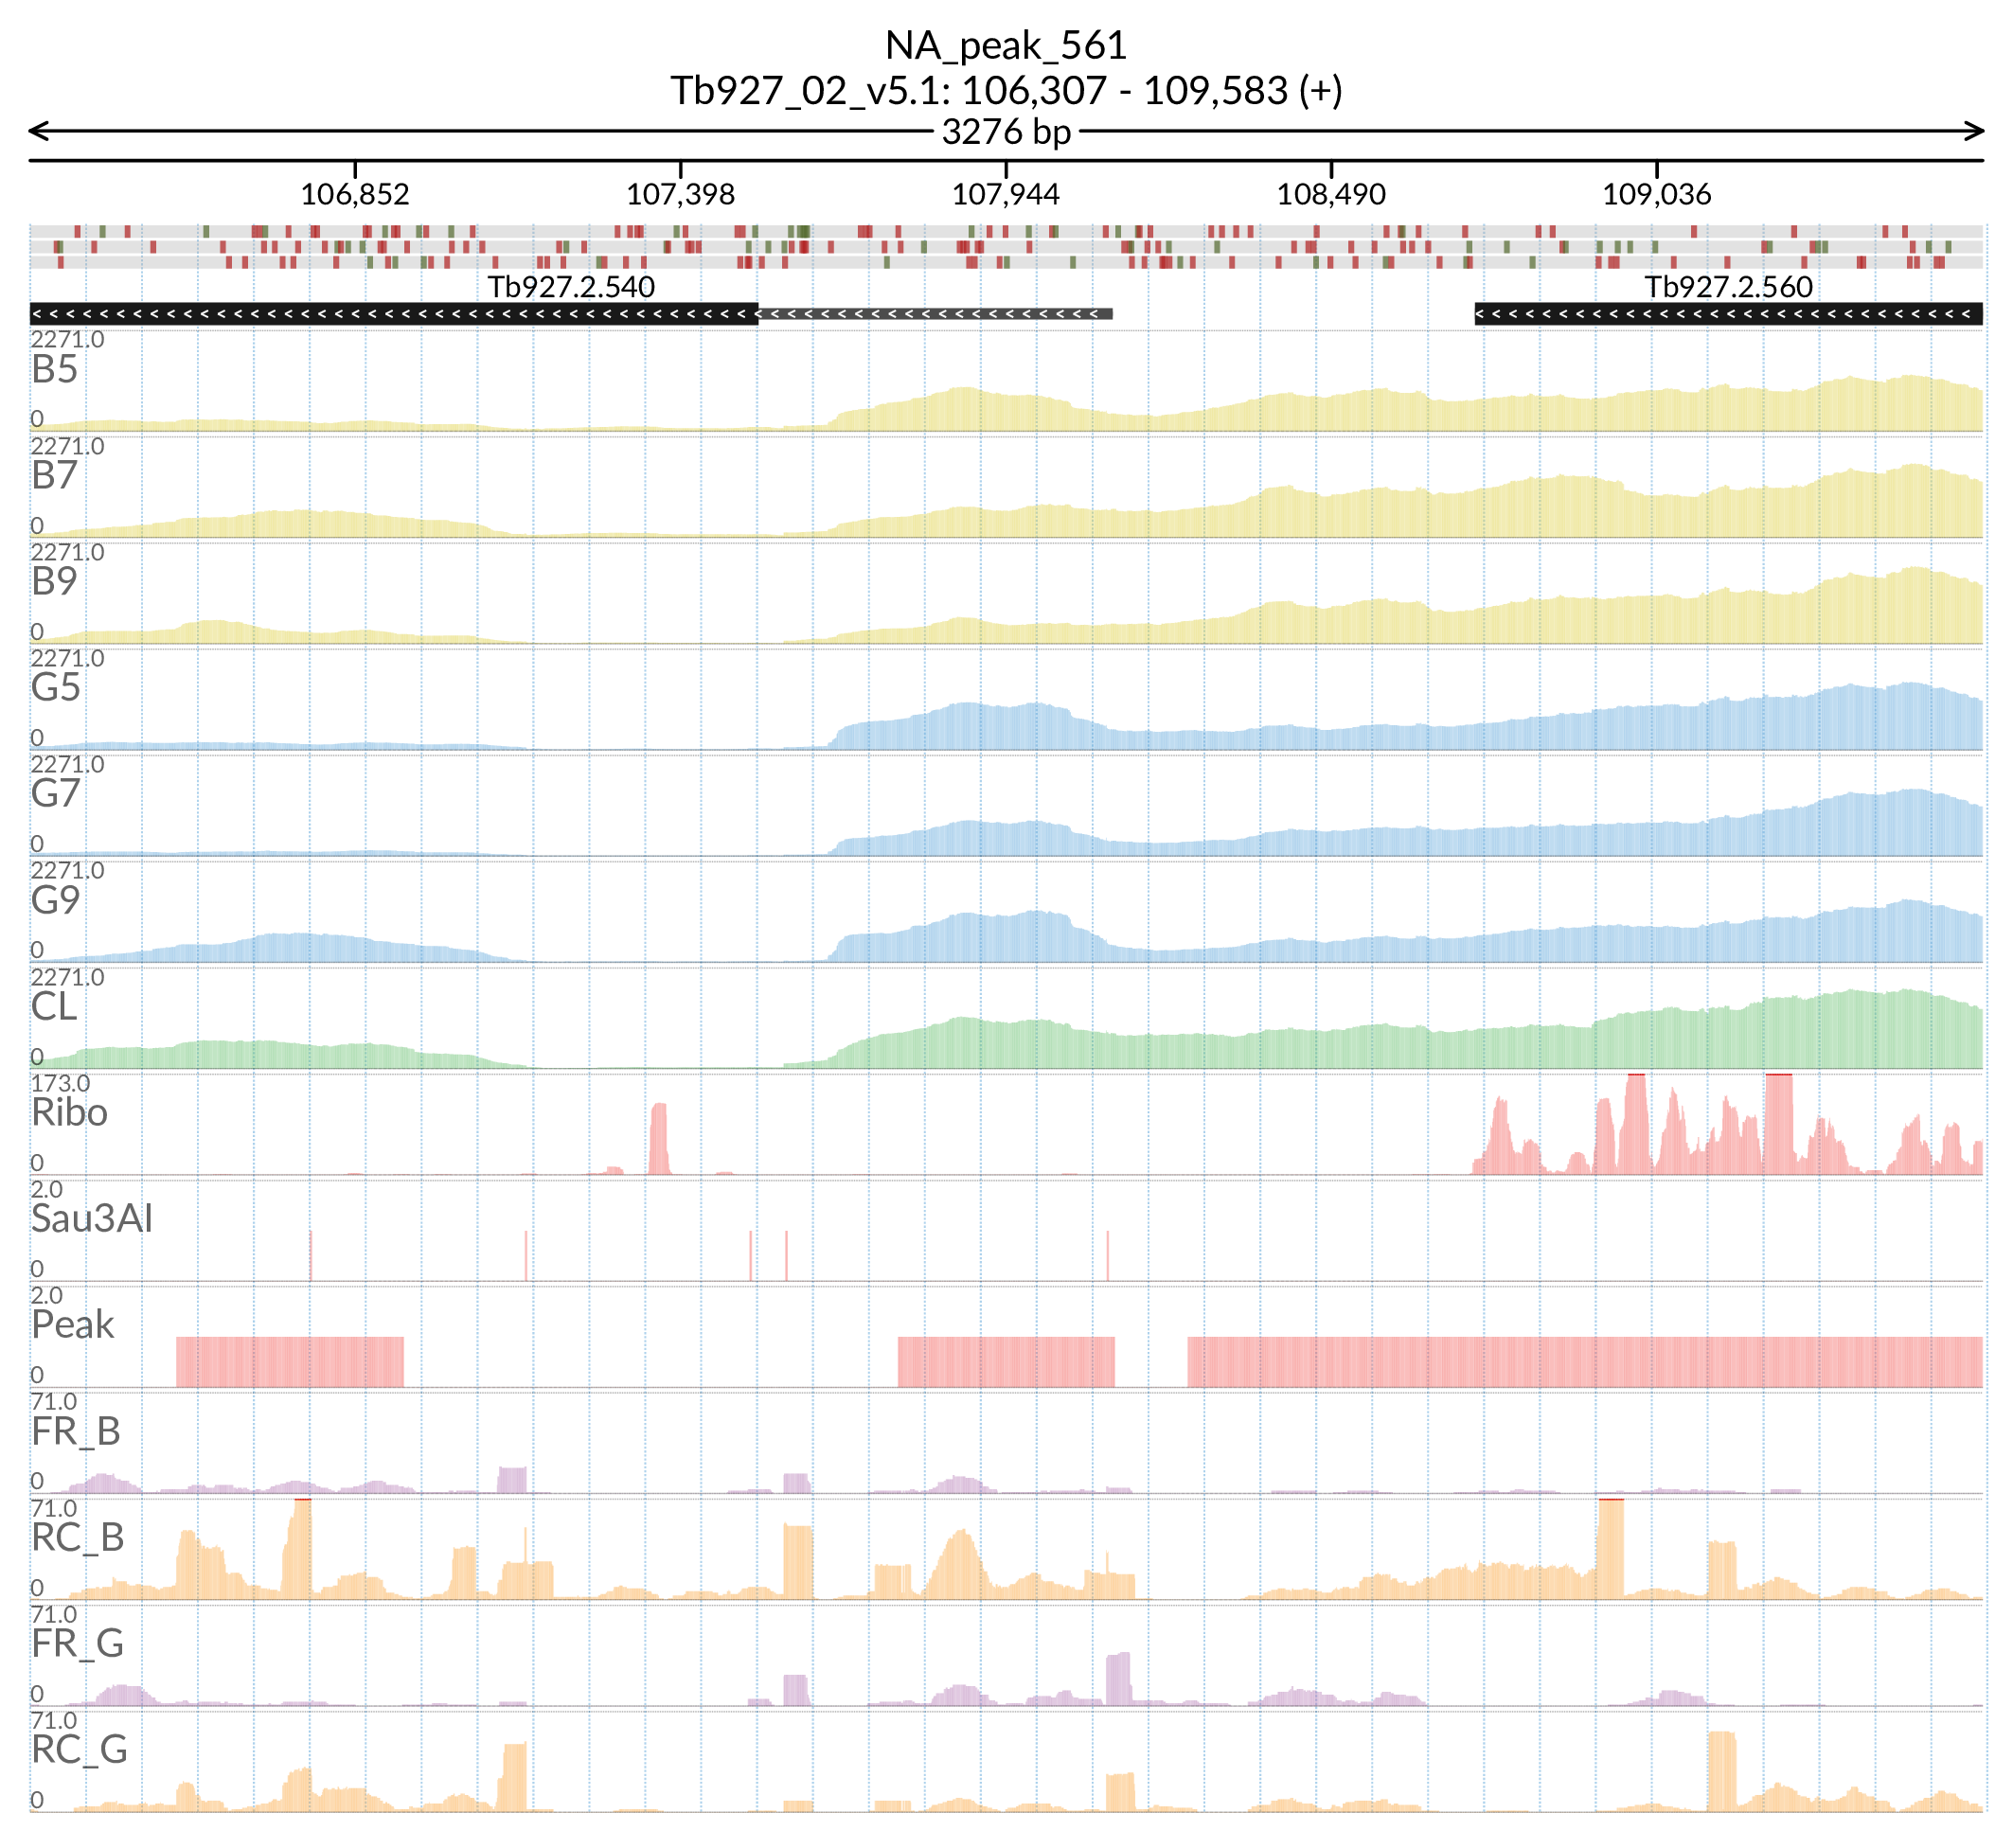 NA_peak_561
Tb927_02_v5.1: 106,307 - 109,583 (+)
3276 bp
106,852 107,398 107,944 108,490 109,036
Tb927.2.540 Tb927.2.560
2271.0
B5
0
2271.0
B7
0
2271.0
B9
0
2271.0
G5
0
2271.0
G7
0
2271.0
G9
0
2271.0
CL
0
173.0
Ribo
0
2.0
Sau3AI
0
2.0
Peak
0
71.0
FR_B
0
71.0
RC_B
0
71.0
FR_G
0
71.0
RC_G
0